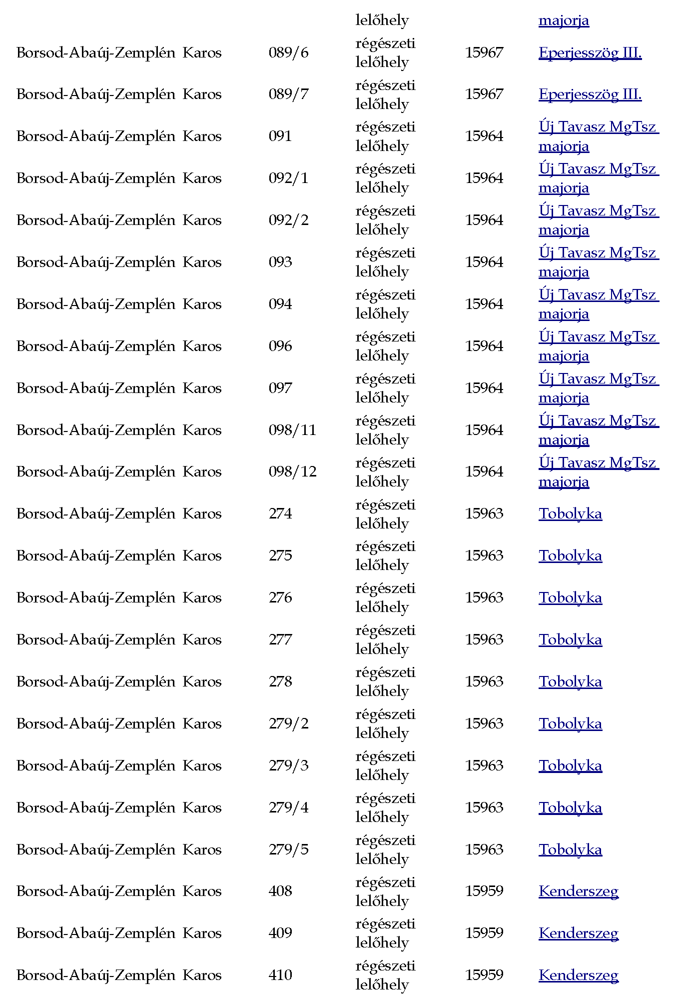 lelőhely majorja
Borsod-Abaúj-Zemplén Karos 089/6 régészeti lelőhely 15967 Eperjesszög III.
Borsod-Abaúj-Zemplén Karos 089/7 régészeti lelőhely 15967 Eperjesszög III.
Borsod-Abaúj-Zemplén Karos 091 régészeti lelőhely 15964 Új Tavasz MgTsz majorja
Borsod-Abaúj-Zemplén Karos 092/1 régészeti lelőhely 15964 Új Tavasz MgTsz majorja
Borsod-Abaúj-Zemplén Karos 092/2 régészeti lelőhely 15964 Új Tavasz MgTsz majorja
Borsod-Abaúj-Zemplén Karos 093 régészeti lelőhely 15964 Új Tavasz MgTsz majorja
Borsod-Abaúj-Zemplén Karos 094 régészeti lelőhely 15964 Új Tavasz MgTsz majorja
Borsod-Abaúj-Zemplén Karos 096 régészeti lelőhely 15964 Új Tavasz MgTsz majorja
Borsod-Abaúj-Zemplén Karos 097 régészeti lelőhely 15964 Új Tavasz MgTsz majorja
Borsod-Abaúj-Zemplén Karos 098/11 régészeti lelőhely 15964 Új Tavasz MgTsz majorja
Borsod-Abaúj-Zemplén Karos 098/12 régészeti lelőhely 15964 Új Tavasz MgTsz majorja
Borsod-Abaúj-Zemplén Karos 274 régészeti lelőhely 15963 Tobolyka
Borsod-Abaúj-Zemplén Karos 275 régészeti lelőhely 15963 Tobolyka
Borsod-Abaúj-Zemplén Karos 276 régészeti lelőhely 15963 Tobolyka
Borsod-Abaúj-Zemplén Karos 277 régészeti lelőhely 15963 Tobolyka
Borsod-Abaúj-Zemplén Karos 278 régészeti lelőhely 15963 Tobolyka
Borsod-Abaúj-Zemplén Karos 279/2 régészeti lelőhely 15963 Tobolyka
Borsod-Abaúj-Zemplén Karos 279/3 régészeti lelőhely 15963 Tobolyka
Borsod-Abaúj-Zemplén Karos 279/4 régészeti lelőhely 15963 Tobolyka
Borsod-Abaúj-Zemplén Karos 279/5 régészeti lelőhely 15963 Tobolyka
Borsod-Abaúj-Zemplén Karos 408 régészeti lelőhely 15959 Kenderszeg
Borsod-Abaúj-Zemplén Karos 409 régészeti lelőhely 15959 Kenderszeg
Borsod-Abaúj-Zemplén Karos 410 régészeti lelőhely 15959 Kenderszeg